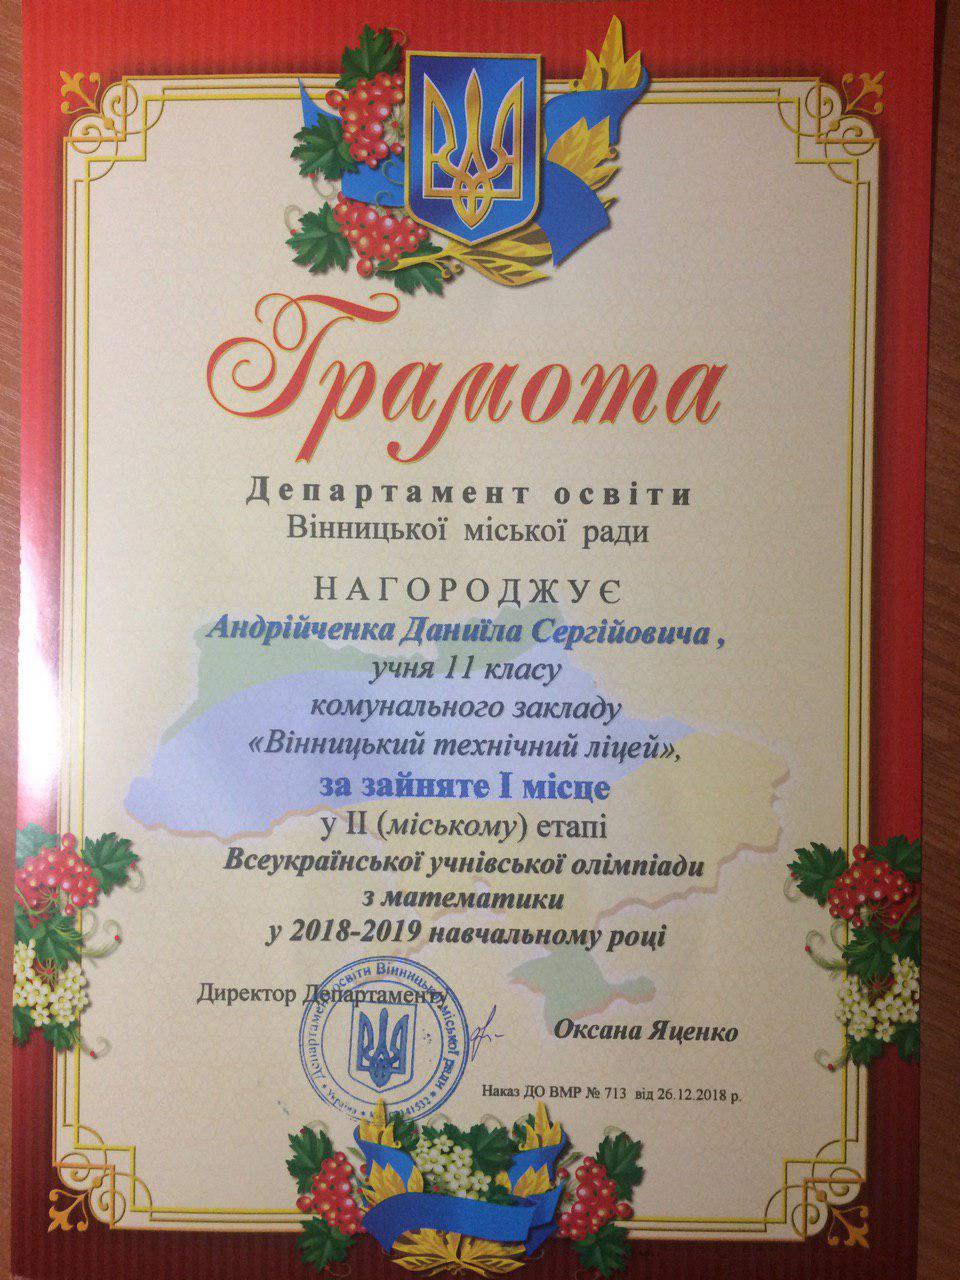 Грамота
Департамент освіти
Вінницької міської ради
НАГОРОДЖУЄ
Андрійченка Даниїла Сергійовича ,
учня 11 класу
комунального закладу
«Вінницький технічний ліцей»,
за зайняте І місце
у ІІ (міському) етапі
Всеукраїнської учнівської олімпіади
з математики
у 2018-2019 навчальному році
Директор Департаменту
Оксана Яценко
Департамент освіти Вінницької міської ради
Україна
Наказ ДО ВМР № 713 від 26.12.2018 р.